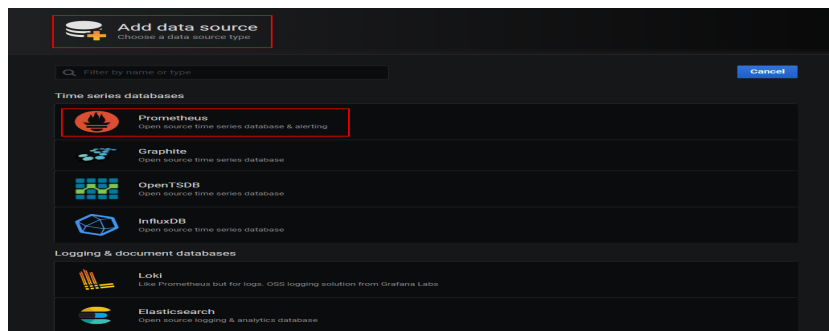 Add data source
Choose a data source type
Filter by name or type
Cancel
Time series databases
Prometheus
Open source time series database & alerting
Graphite
Open source time series database
OpenTSDB
Open source time series database
InfluxDB
Open source time series database
Logging & document databases
Loki
Like Prometheus but for logs. OSS logging solution from Grafana Labs
Elasticsearch
Open source logging & analytics database